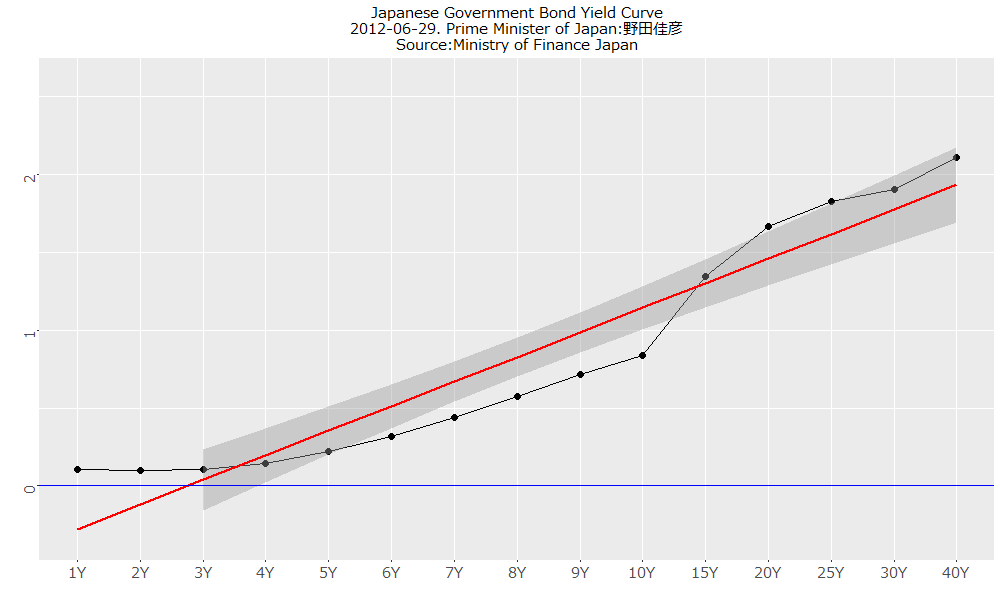 Japanese Government Bond Yield Curve
2012-06-29. Prime Minister of Japan:野田佳彦
Source:Ministry of Finance Japan
2
1
0
1Y 2Y 3Y 4Y 5Y 6Y 7Y 8Y 9Y 10Y 15Y 20Y 25Y 30Y 40Y